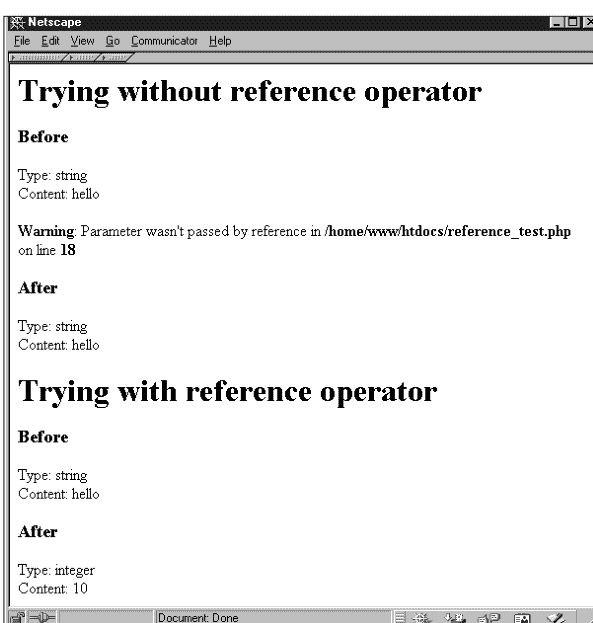 Netscape
File Edit View Go Communicator Help
Trying without reference operator
Before
Type: string
Content: hello
Warning: Parameter wasn't passed by reference in /home/www/htdocs/reference_test.php
on line 18
After
Type: string
Content: hello
Trying with reference operator
Before
Type: string
Content: hello
After
Type: integer
Content: 10
Document: Done